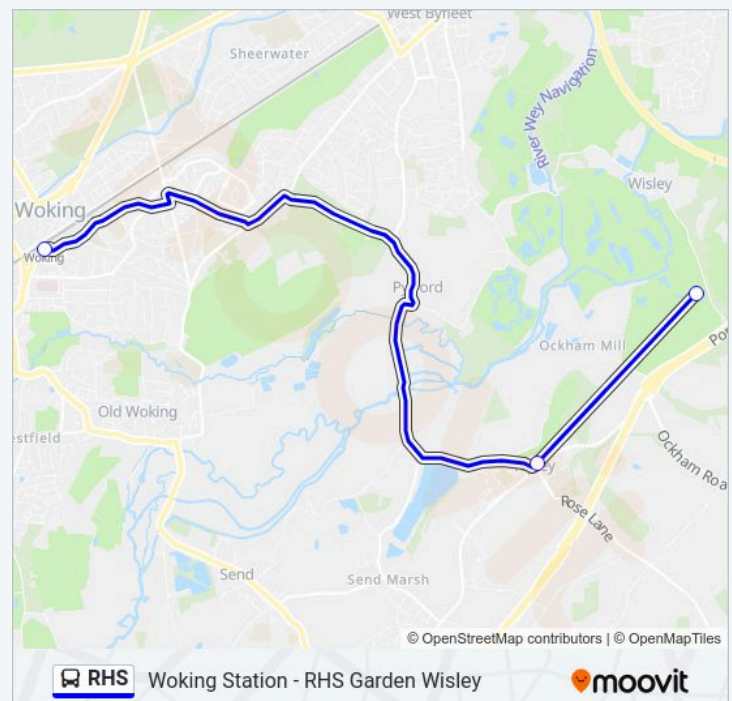 West Byfleet
Sheerwater
River Wey Navigation
Wisley
Woking
Woking
Ockham Mill
Old Woking
estfield
Ockham Roa
Rose Lane
Send
Send Marsh
© OpenStreetMap contributors | © OpenMapTiles
RHS Woking Station - RHS Garden Wisley moovit